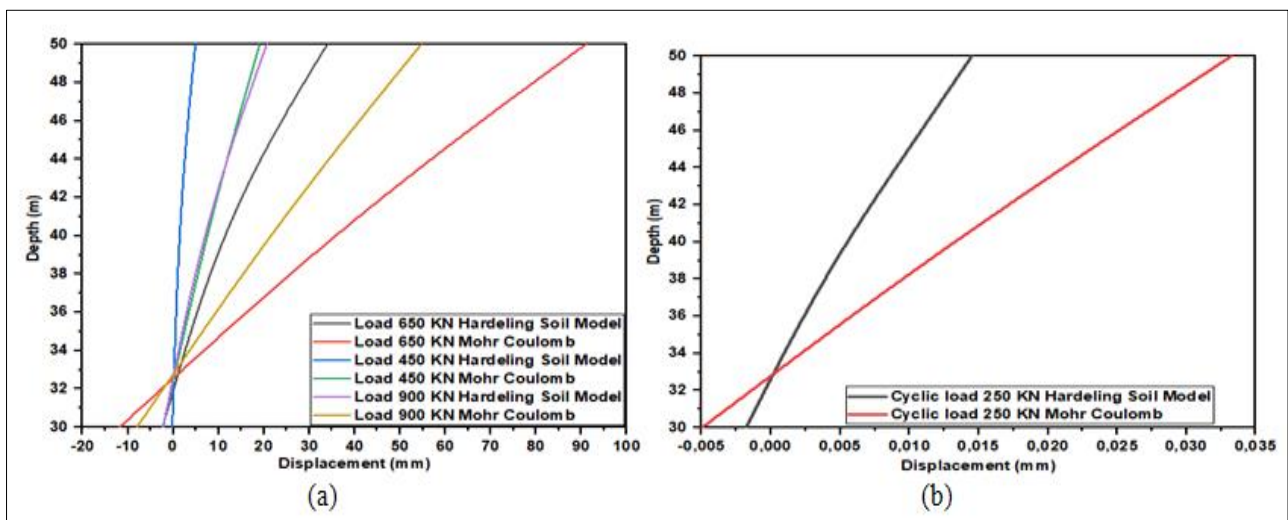 50
48
46
44
42
40
38
36
34
32
30
Depth (m)
Load 650 KN Hardeling Soil Model
Load 650 KN Mohr Coulomb
Load 450 KN Hardeling Soil Model
Load 450 KN Mohr Coulomb
Load 900 KN Hardeling Soil Model
Load 900 KN Mohr Coulomb
-20 -10 0 10 20 30 40 50 60 70 80 90 100
Displacement (mm)
(a)
50
48
46
44
42
40
38
36
34
32
30
Depth (m)
Cyclic load 250 KN Hardeling Soil Model
Cyclic load 250 KN Mohr Coulomb
-0,005 0,000 0,005 0,010 0,015 0,020 0,025 0,030 0,035
Displacement (mm)
(b)